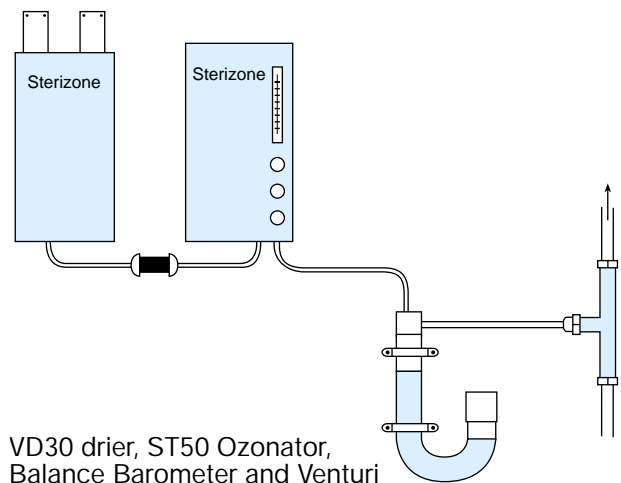 Sterizone
Sterizone
VD30 drier, ST50 Ozonator,
Balance Barometer and Venturi